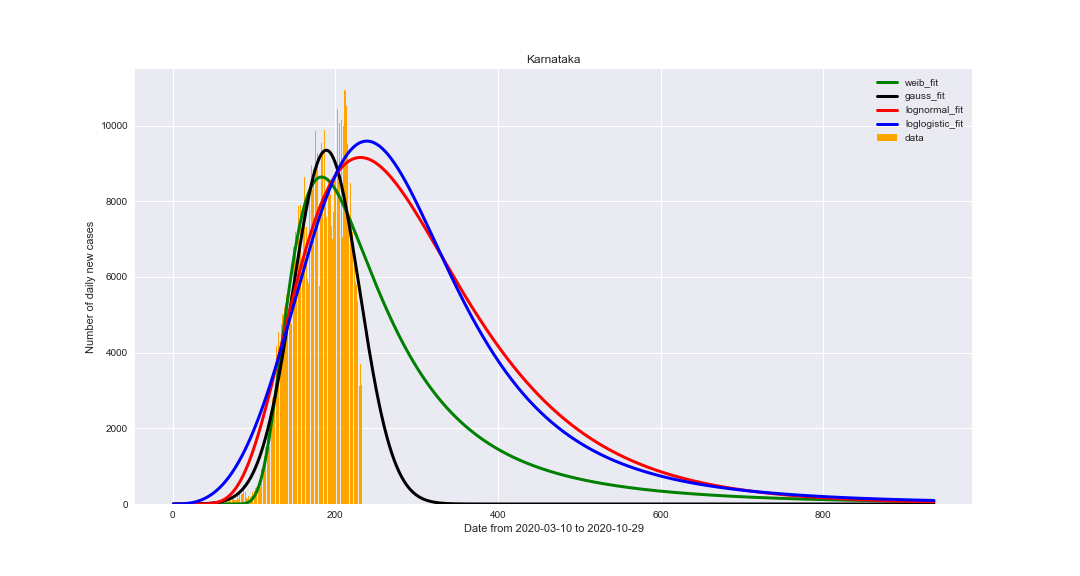 Karnataka
weib_fit
gauss_fit
lognormal_fit
loglogistic_fit
data
Number of daily new cases
10000
8000
6000
4000
2000
0
0 200 400 600 800
Date from 2020-03-10 to 2020-10-29